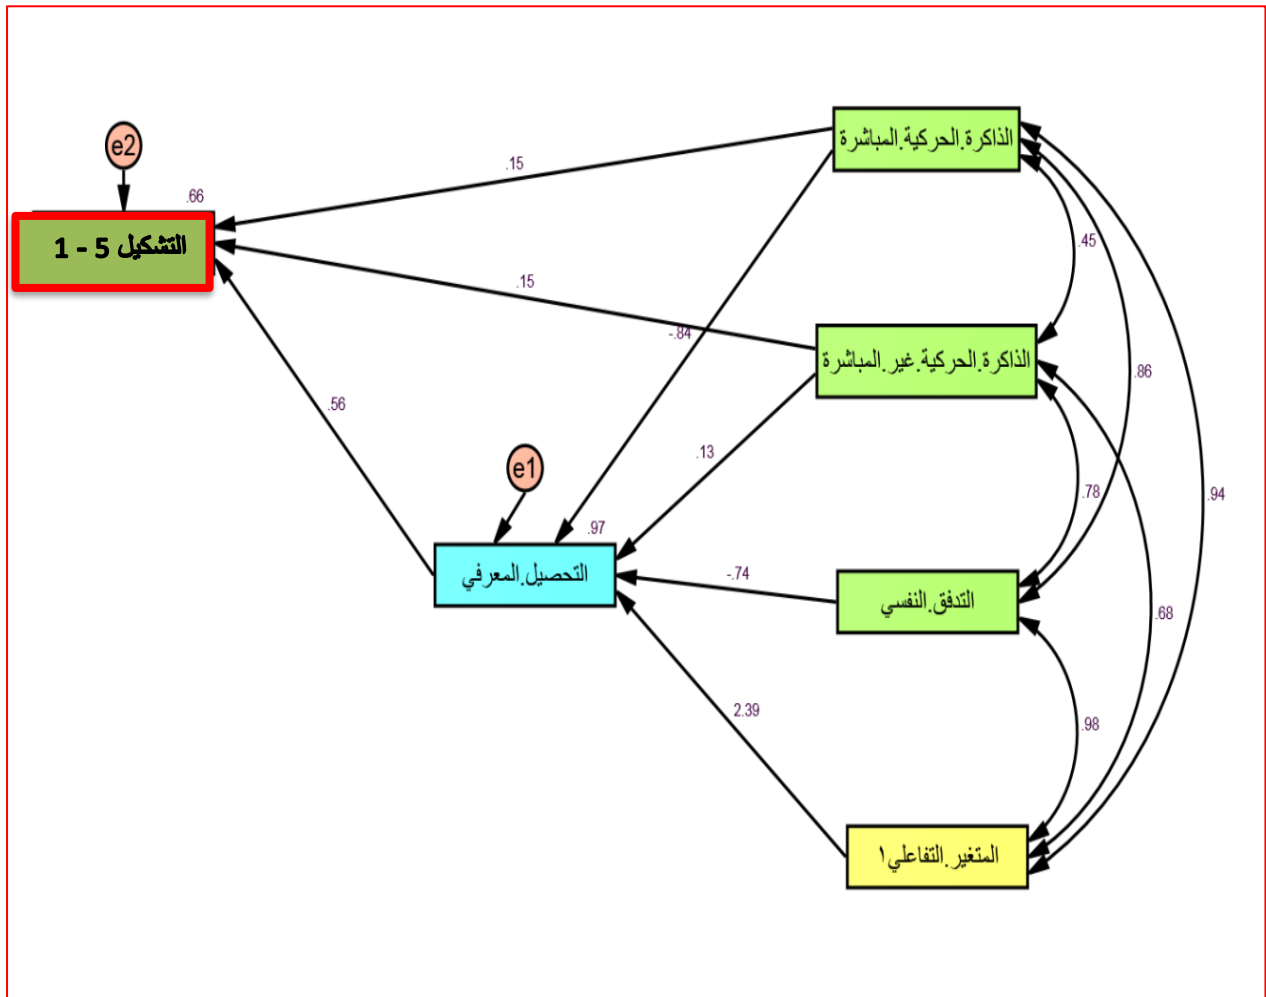 الذاكرة.الحركية.المباشرة
e2
.15
.66
التشكيل 5 - 1
.45
.15
-.84
الذاكرة.الحركية.غير.المباشرة
.86
.56
.13
e1
.78
.94
.97
التحصيل.المعرفي
-.74
التدفق.النفسي
.68
2.39
.98
المتغير.التفاعلي١